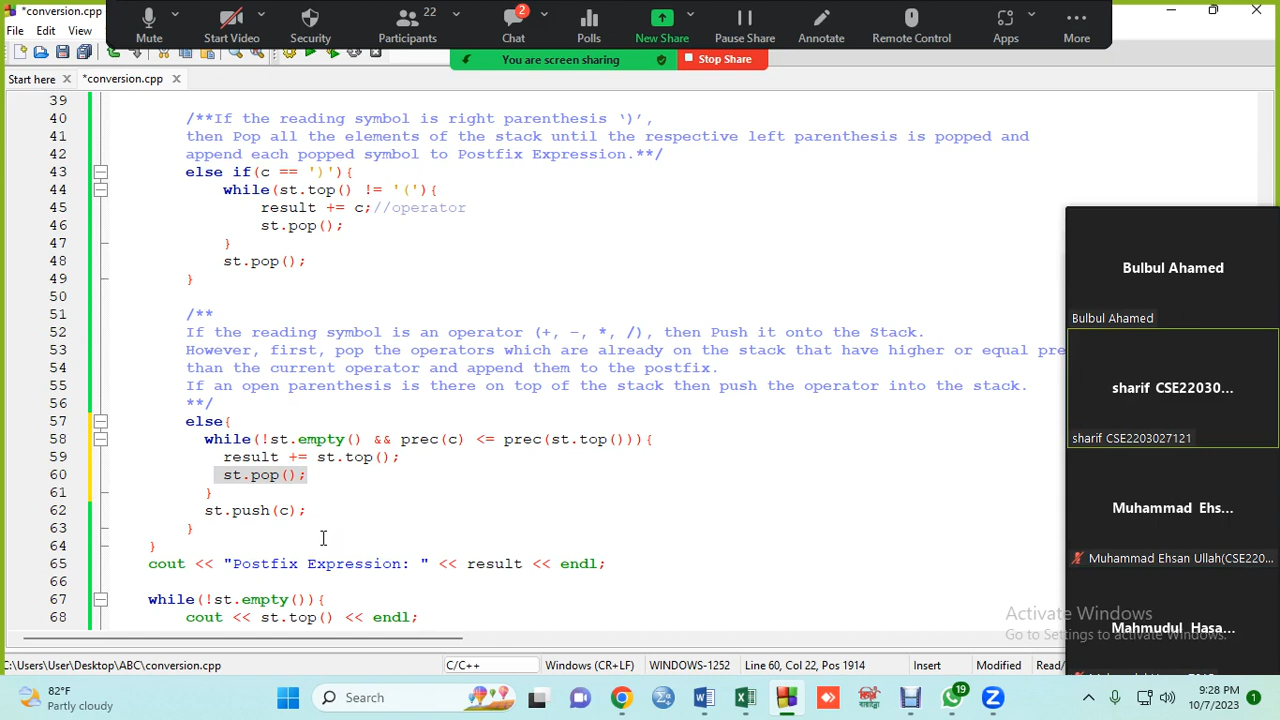 *conversion.cpp
File Edit View
Mute
Start Video
Security
22
Participants
2
Chat
Polls
New Share
Pause Share
Annotate
Remote Control
Apps
More
You are screen sharing
Stop Share
Start here
*conversion.cpp
39
40 /**If the reading symbol is right parenthesis ‘)’,
41 then Pop all the elements of the stack until the respective left parenthesis is popped and
42 append each popped symbol to Postfix Expression.**/
43 else if(c == ')'){
44 while(st.top() != '('){
45 result += c;//operator
46 st.pop();
47 }
48 st.pop();
49 }
50
51 /**
52 If the reading symbol is an operator (+, –, *, /), then Push it onto the Stack.
53 However, first, pop the operators which are already on the stack that have higher or equal pre
54 than the current operator and append them to the postfix.
55 If an open parenthesis is there on top of the stack then push the operator into the stack.
56 **/
57 else{
58 while(!st.empty() && prec(c) <= prec(st.top())){
59 result += st.top();
60 st.pop();
61 }
62 st.push(c);
63 }
64 }
65 cout << "Postfix Expression: " << result << endl;
66
67 while(!st.empty()){
68 cout << st.top() << endl;
Bulbul Ahamed
Bulbul Ahamed
sharif CSE22030...
sharif CSE2203027121
Muhammad Ehs...
Muhammad Ehsan Ullah(CSE220...
Mahmudul Hasa...
Activate Windows
Go to Settings to activate Windows.
C:\Users\User\Desktop\ABC\conversion.cpp
C/C++
Windows (CR+LF)
WINDOWS-1252
Line 60, Col 22, Pos 1914
Insert
Modified
Read/
82°F
Partly cloudy
Search
19
9:28 PM
10/7/2023
1